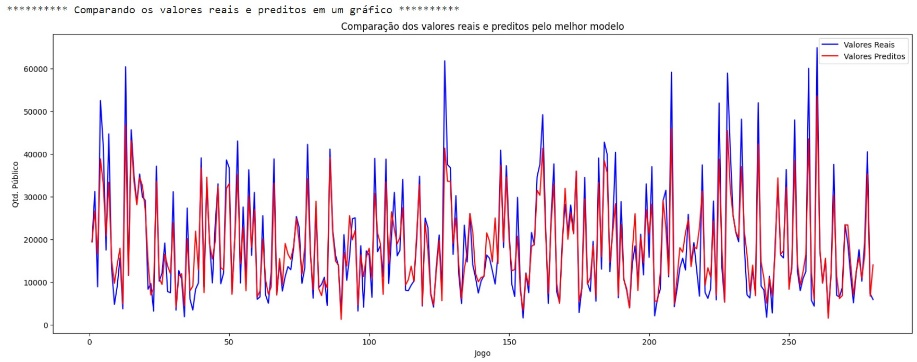 ********** Comparando os valores reais e preditos em um gráfico **********
Comparação dos valores reais e preditos pelo melhor modelo
Valores Reais
Valores Preditos
Qtd. Público
60000
50000
40000
30000
20000
10000
0
0 50 100 150 200 250
Jogo